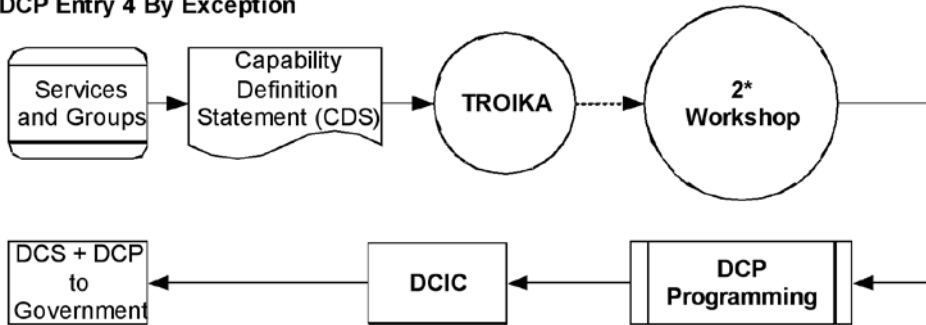 DCP Entry 4 By Exception
Services
and Groups
Capability
Definition
Statement (CDS)
TROIKA
2*
Workshop
DCS + DCP
to
Government
DCIC
DCP
Programming